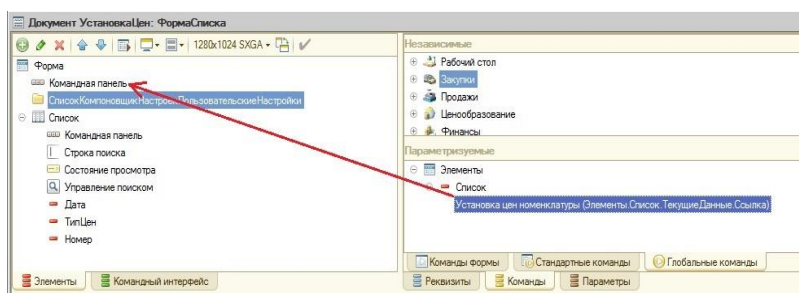 Документ УстановкаЦен: ФормаСписка
1280x1024 SXGA
Форма
Командная панель
СписокКомпоновщикНастроекПользовательскиеНастройки
Список
Командная панель
Строка поиска
Состояние просмотра
Управление поиском
Дата
ТипЦен
Номер
Элементы
Командный интерфейс
Независимые
Рабочий стол
Закупки
Продажи
Ценообразование
Финансы
Параметризуемые
Элементы
Список
Установка цен номенклатуры (Элементы.Список.ТекущиеДанные.Ссылка)
Команды формы
Стандартные команды
Глобальные команды
Реквизиты
Команды
Параметры